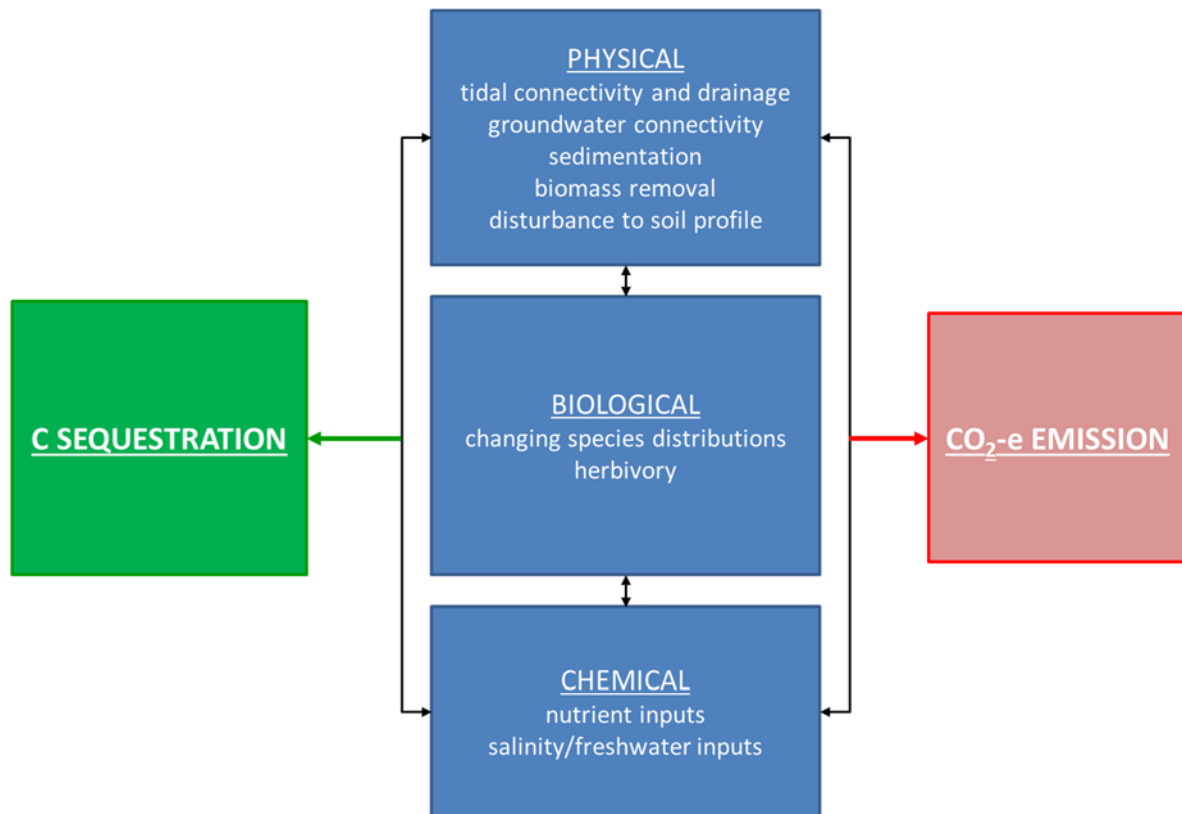 PHYSICAL
tidal connectivity and drainage
groundwater connectivity
sedimentation
biomass removal
disturbance to soil profile
C SEQUESTRATION
BIOLOGICAL
changing species distributions
herbivory
CO₂-e EMISSION
CHEMICAL
nutrient inputs
salinity/freshwater inputs